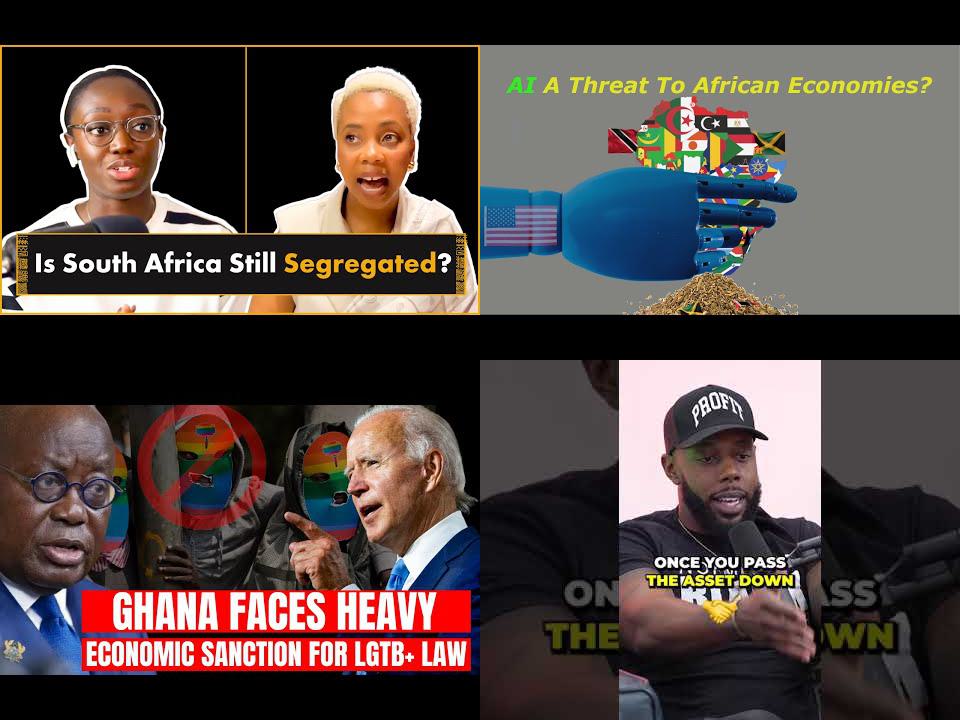 Is South Africa Still Segregated?
AI A Threat To African Economies?
GHANA FACES HEAVY
ECONOMIC SANCTION FOR LGTB+ LAW
PROFIT
ONCE YOU PASS
THE ASSET DOWN